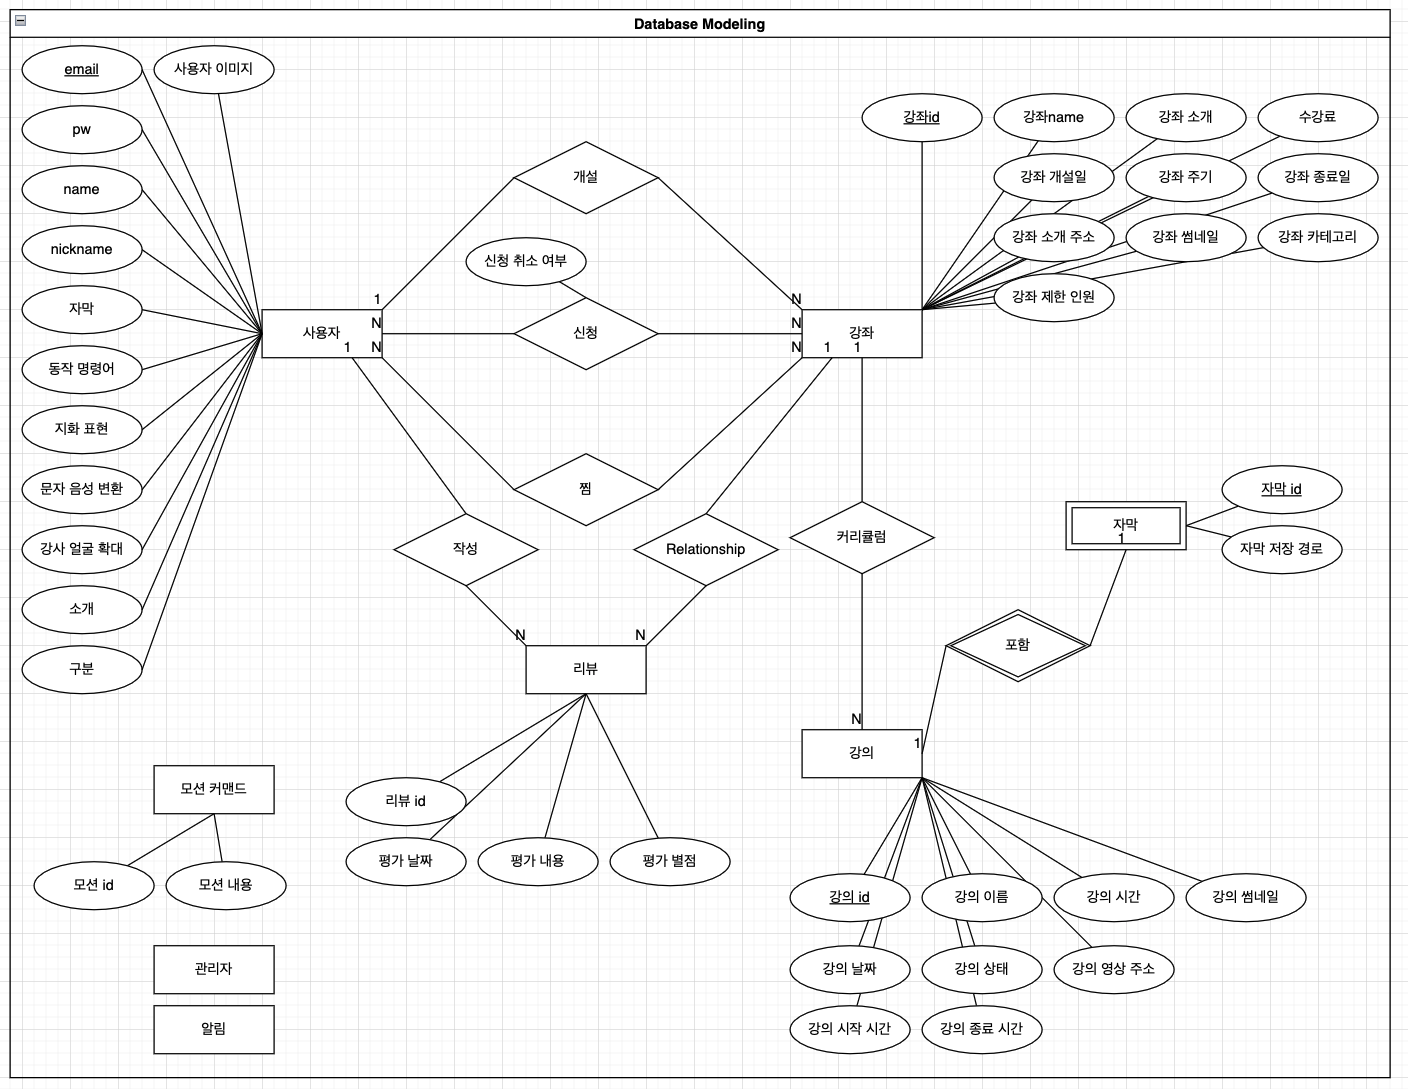 Database Modeling
email
사용자 이미지
pw
name
nickname
자막
동작 명령어
지화 표현
문자 음성 변환
강사 얼굴 확대
소개
구분
강좌id
강좌name
강좌 소개
수강료
강좌 개설일
강좌 주기
강좌 종료일
강좌 소개 주소
강좌 썸네일
강좌 카테고리
강좌 제한 인원
개설
신청 취소 여부
1
N
N
1
N
사용자
신청
N
N
1
1
강좌
찜
작성
Relationship
커리큘럼
자막
1
자막 id
자막 저장 경로
포함
N
N
리뷰
N
1
강의
리뷰 id
평가 날짜
평가 내용
평가 별점
모션 커맨드
모션 id
모션 내용
관리자
알림
강의 id
강의 이름
강의 시간
강의 썸네일
강의 날짜
강의 상태
강의 영상 주소
강의 시작 시간
강의 종료 시간